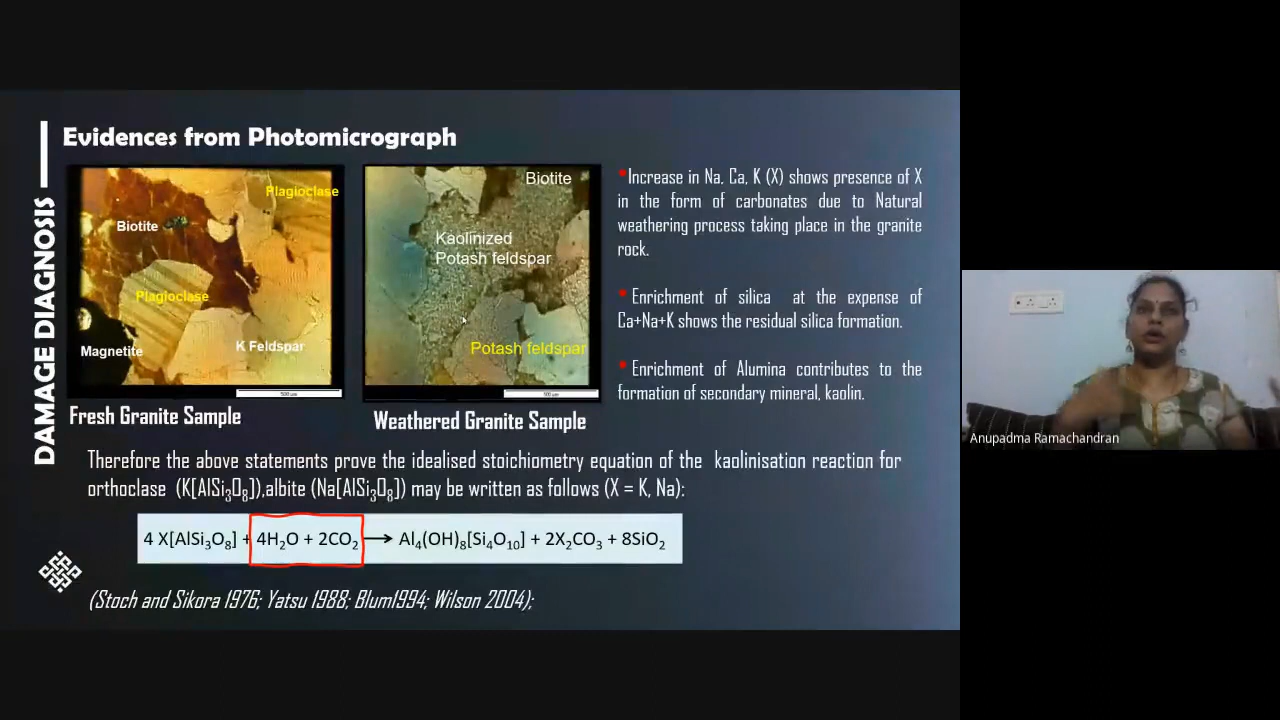 DAMAGE DIAGNOSIS
Evidences from Photomicrograph
Plagioclase
Biotite
Plagioclase
Magnetite
K Feldspar
500 µm
Fresh Granite Sample
Biotite
Kaolinized
Potash feldspar
Potash feldspar
500 µm
Weathered Granite Sample
•Increase in Na, Ca, K (X) shows presence of X
in the form of carbonates due to Natural
weathering process taking place in the granite
rock.
• Enrichment of silica at the expense of
Ca+Na+K shows the residual silica formation.
• Enrichment of Alumina contributes to the
formation of secondary mineral, kaolin.
Therefore the above statements prove the idealised stoichiometry equation of the kaolinisation reaction for
orthoclase (K[AlSi₃O₈]),albite (Na[AlSi₃O₈]) may be written as follows (X = K, Na):
4 X[AlSi₃O₈] + 4H₂O + 2CO₂ → Al₄(OH)₈[Si₄O₁₀] + 2X₂CO₃ + 8SiO₂
(Stoch and Sikora 1976; Yatsu 1988; Blum1994; Wilson 2004);
Anupadma Ramachandran